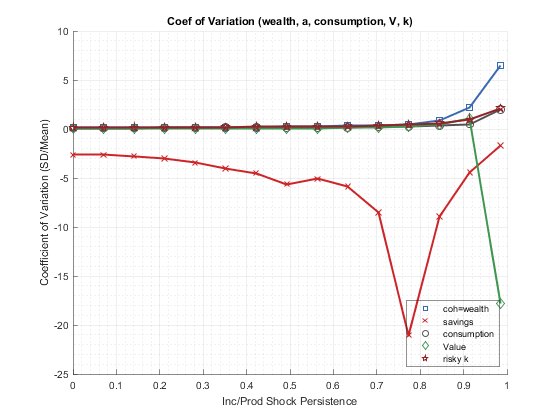 Coef of Variation (wealth, a, consumption, V, k)
10
5
0
-5
-10
-15
-20
-25
Coefficient of Variation (SD/Mean)
coh=wealth
savings
consumption
Value
risky k
0 0.1 0.2 0.3 0.4 0.5 0.6 0.7 0.8 0.9 1
Inc/Prod Shock Persistence